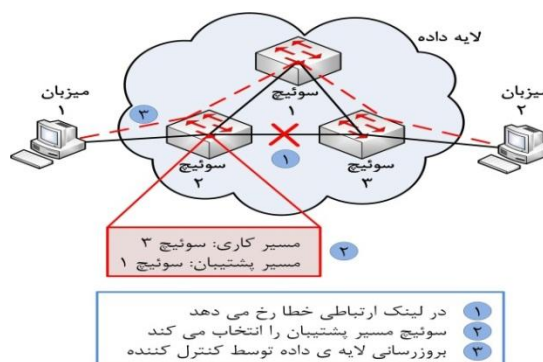 لایه داده
میزبان
۱
میزبان
۲
سوئیچ
۱
۳
سوئیچ
۲
۱
سوئیچ
۳
مسیر کاری: سوئیچ ۳
مسیر پشتیبان: سوئیچ ۱
۲
۱ در لینک ارتباطی خطا رخ می دهد
۲ سوئیچ مسیر پشتیبان را انتخاب می کند
۳ بروزرسانی لایه ی داده توسط کنترل کننده